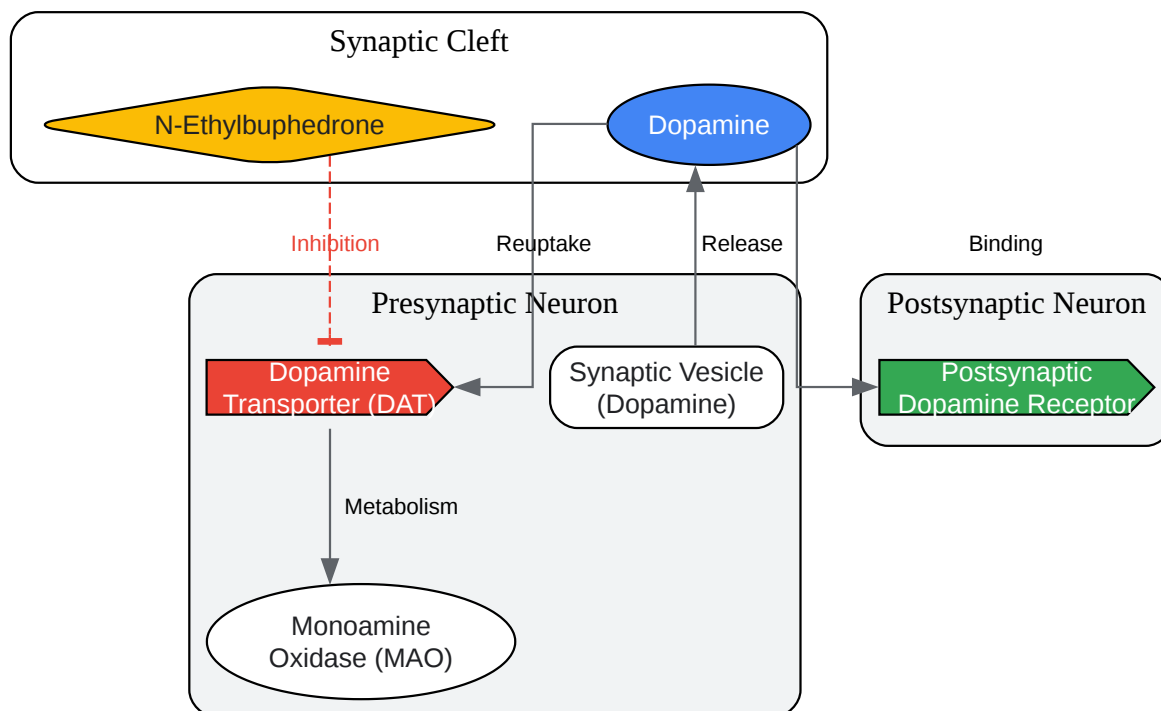 Synaptic Cleft
N-Ethylbuphedrone
Dopamine
Inhibition
Reuptake
Release
Binding
Presynaptic Neuron
Postsynaptic Neuron
Dopamine
Transporter (DAT)
Synaptic Vesicle
(Dopamine)
Postsynaptic
Dopamine Receptor
Metabolism
Monoamine
Oxidase (MAO)